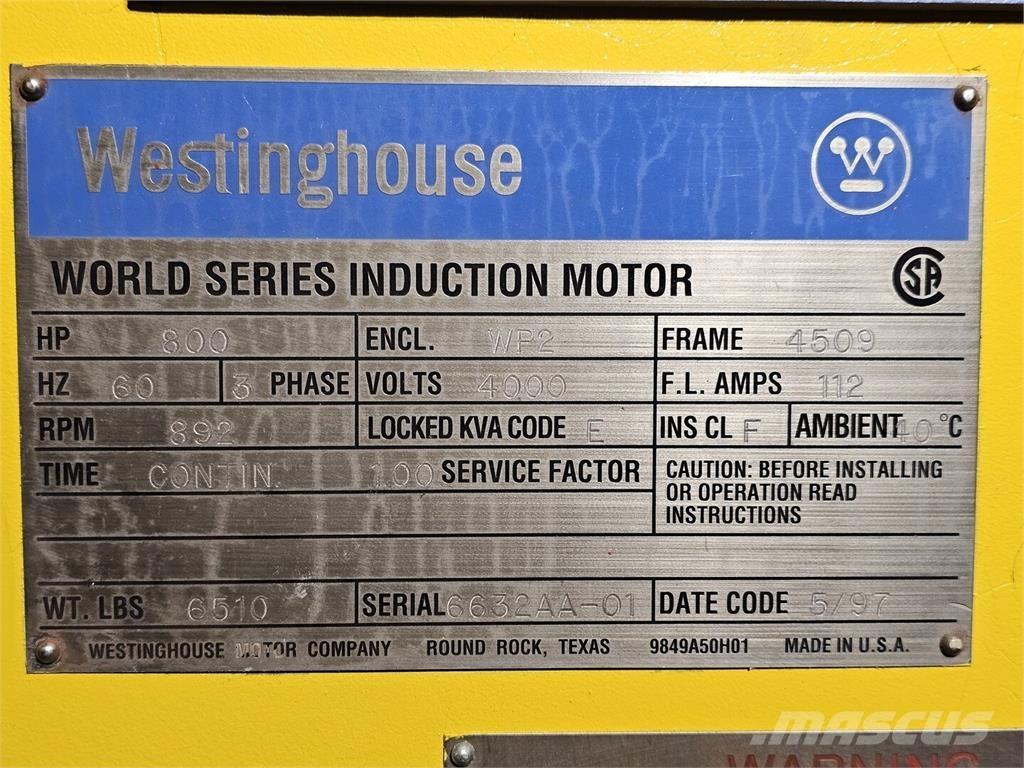 Westinghouse
WORLD SERIES INDUCTION MOTOR
HP 800 ENCL. WP2 FRAME 4509
HZ 60 3 PHASE VOLTS 4000 F.L. AMPS 112
RPM 892 LOCKED KVA CODE E INS CL F AMBIENT 40 °C
TIME CONTIN. 1.00 SERVICE FACTOR
CAUTION: BEFORE INSTALLING
OR OPERATION READ
INSTRUCTIONS
WT. LBS 6510 SERIAL 6632AA-01 DATE CODE 5/97
WESTINGHOUSE MOTOR COMPANY ROUND ROCK, TEXAS 9849A50H01 MADE IN U.S.A.
MASCUS
WARNING